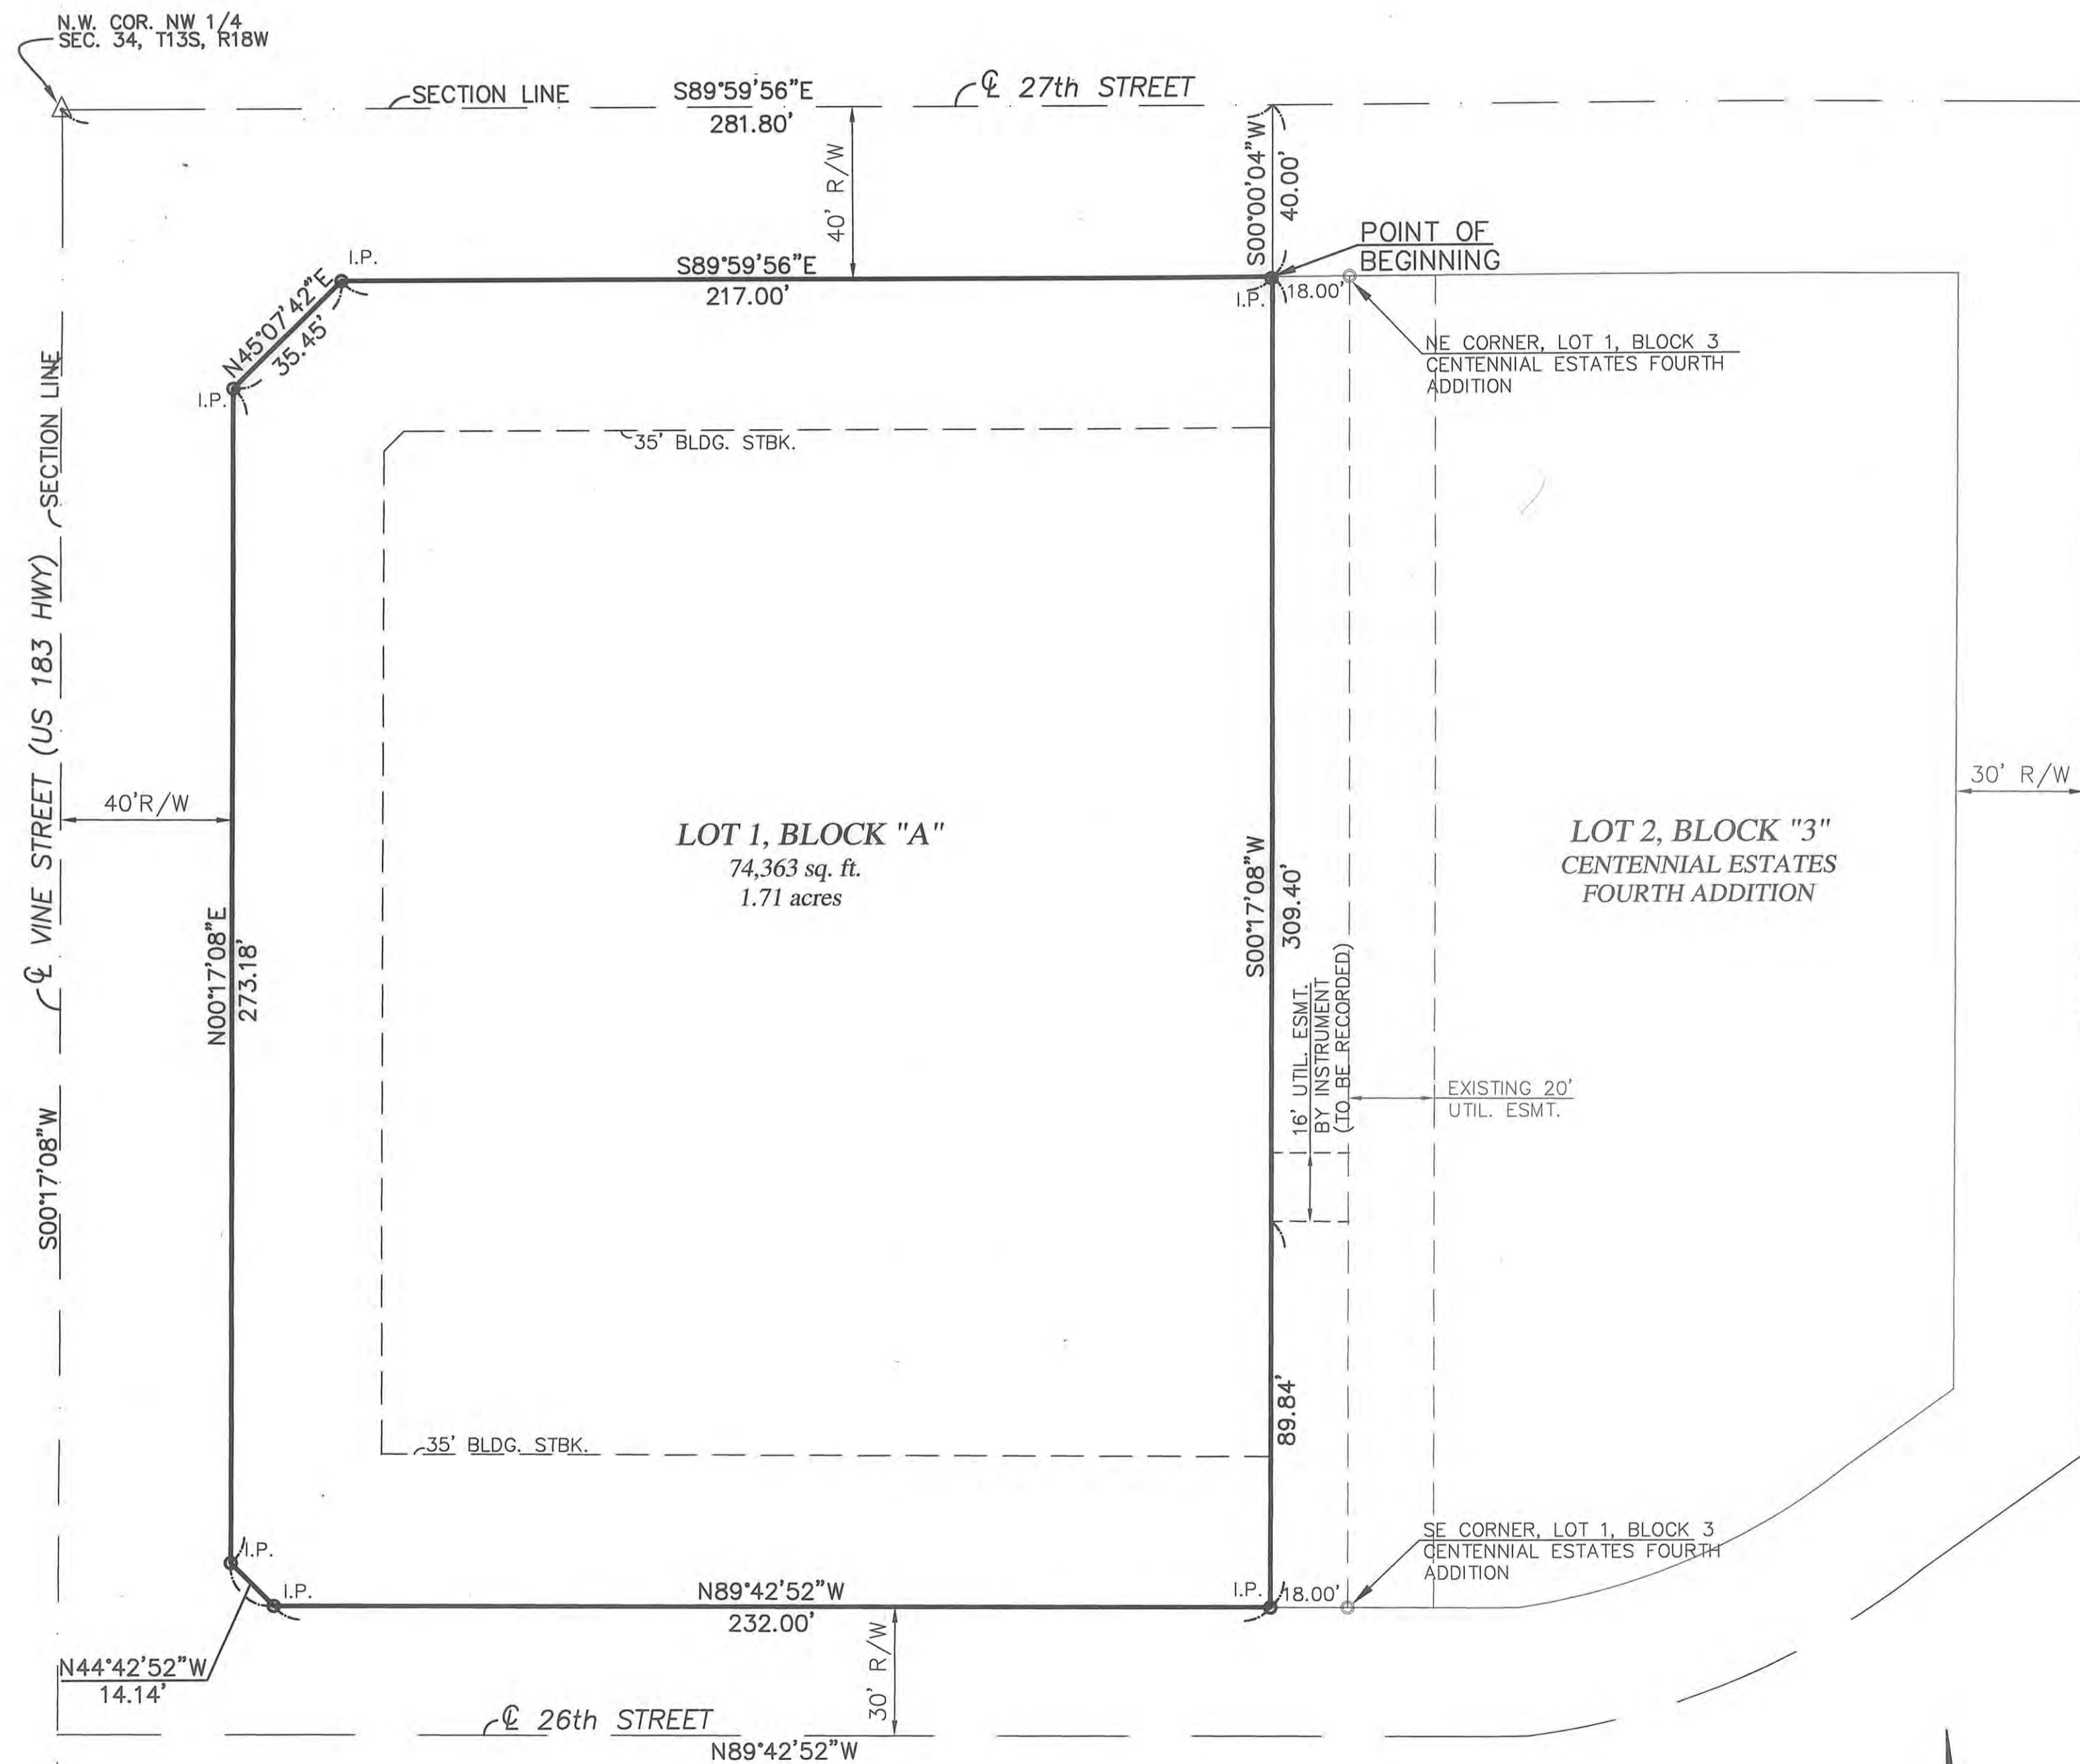 N.W. COR. NW 1/4
SEC. 34, T13S, R18W
SECTION LINE
S89°59'56"E
281.80'
℄ 27th STREET
40' R/W
S00°00'04"W
40.00'
POINT OF
BEGINNING
I.P.
S89°59'56"E
217.00'
I.P.
18.00'
N45°07'42"E
35.45'
I.P.
NE CORNER, LOT 1, BLOCK 3
CENTENNIAL ESTATES FOURTH
ADDITION
35' BLDG. STBK.
SECTION LINE
℄ VINE STREET (US 183 HWY)
40'R/W
LOT 1, BLOCK "A"
74,363 sq. ft.
1.71 acres
LOT 2, BLOCK "3"
CENTENNIAL ESTATES
FOURTH ADDITION
30' R/W
N00°17'08"E
273.18'
S00°17'08"W
309.40'
16' UTIL. ESMT.
BY INSTRUMENT
(TO BE RECORDED)
EXISTING 20'
UTIL. ESMT.
S00°17'08"W
89.84'
35' BLDG. STBK.
I.P.
I.P.
N89°42'52"W
232.00'
I.P.
18.00'
SE CORNER, LOT 1, BLOCK 3
CENTENNIAL ESTATES FOURTH
ADDITION
N44°42'52"W
14.14'
30' R/W
℄ 26th STREET
N89°42'52"W